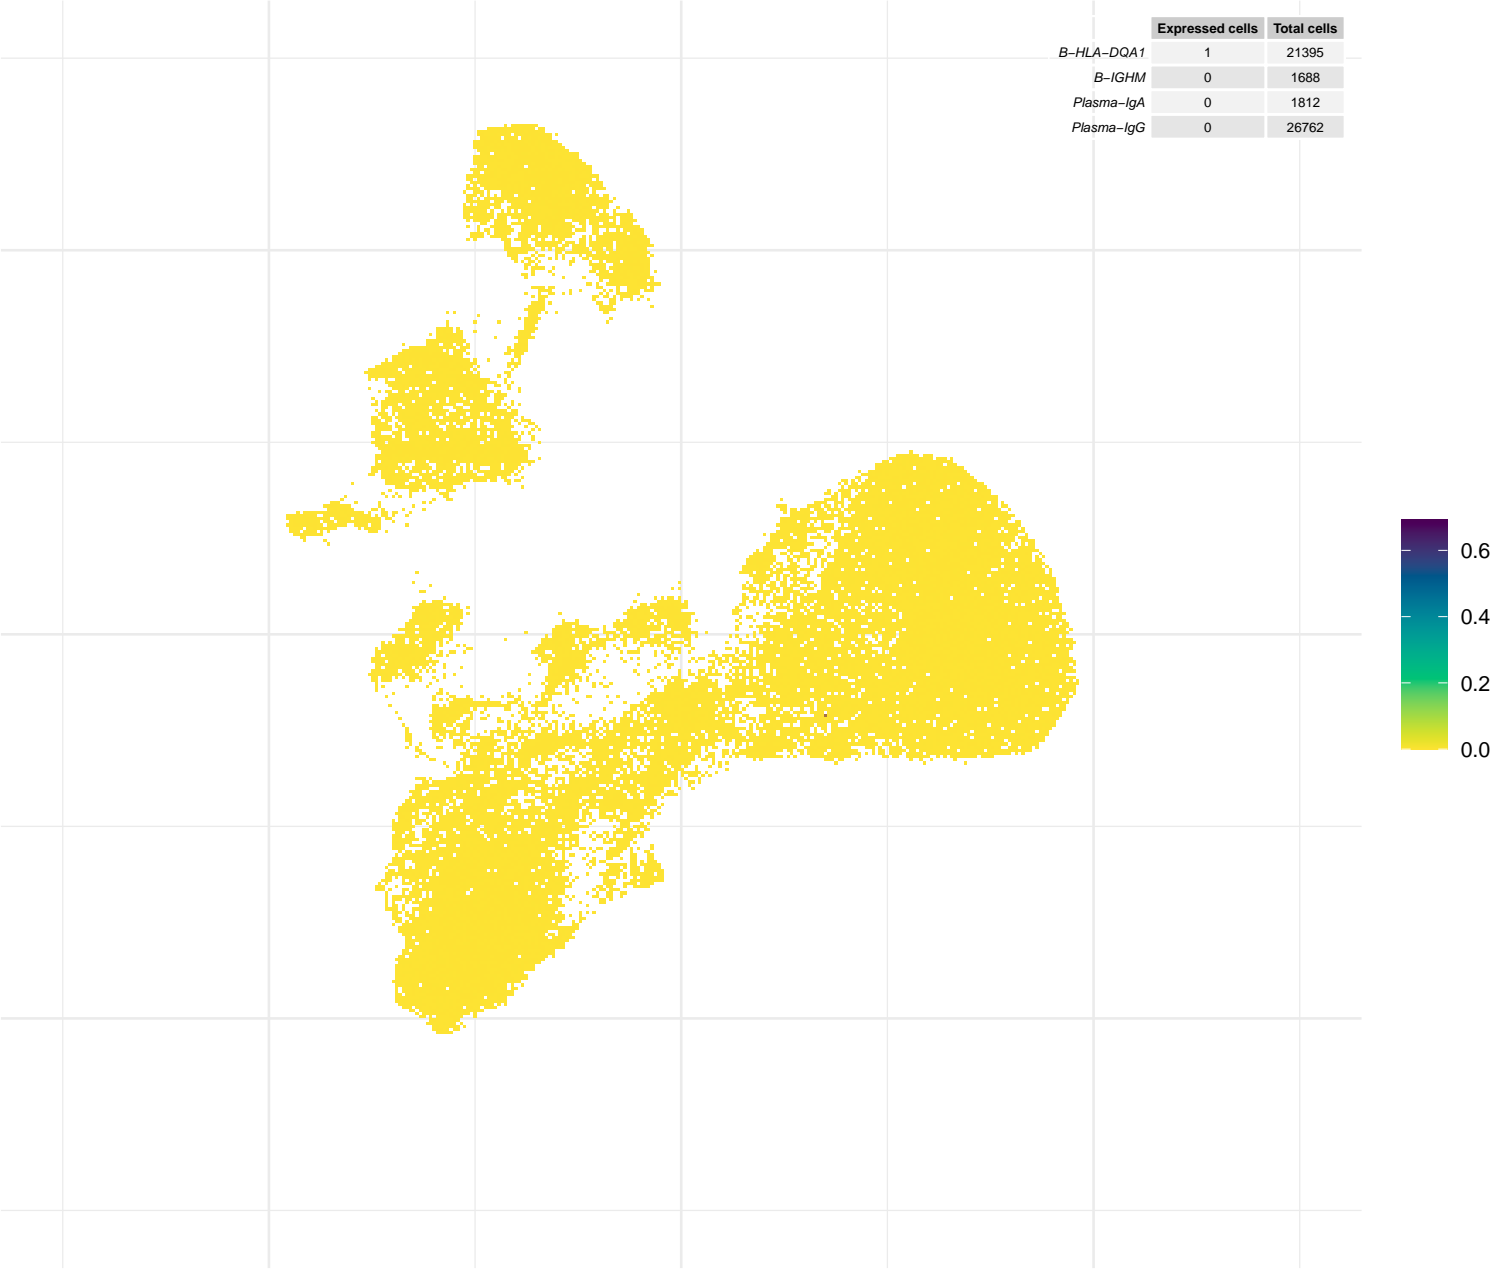 Expressed cells Total cells
B−HLA−DQA1 1 21395
B−IGHM 0 1688
Plasma−IgA 0 1812
Plasma−IgG 0 26762
0.6
0.4
0.2
0.0